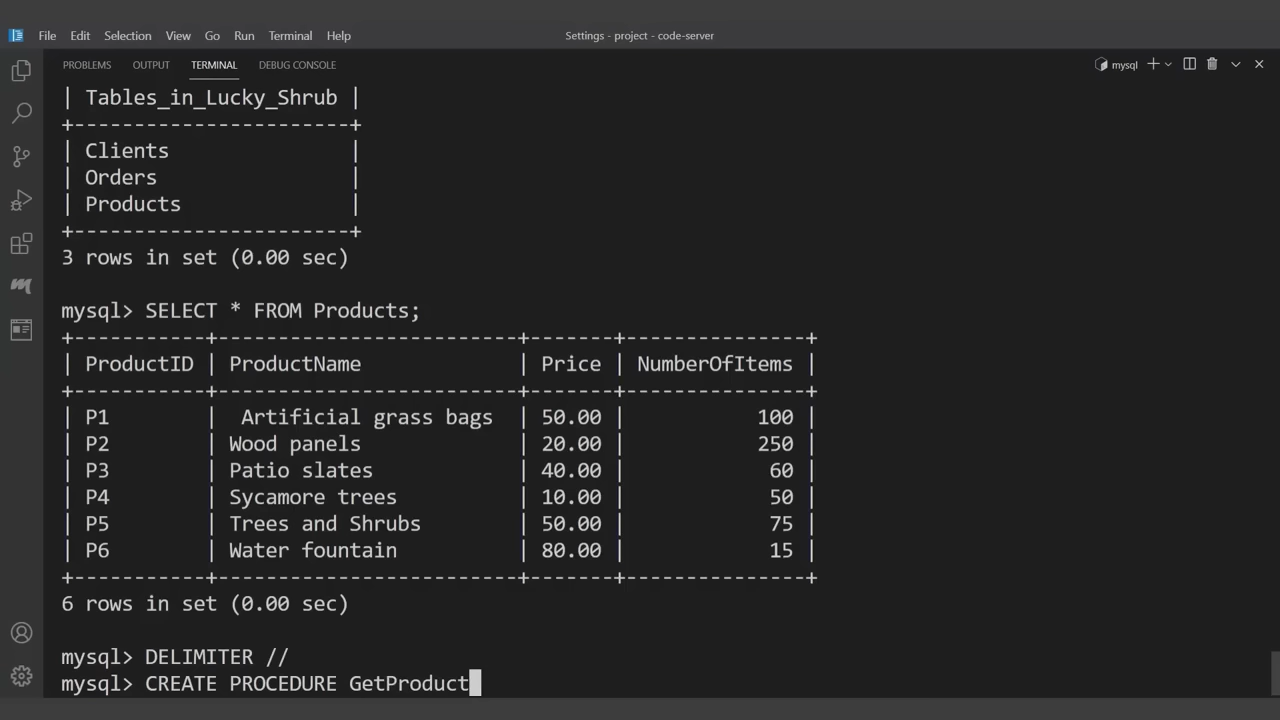 File Edit Selection View Go Run Terminal Help Settings - project - code-server
PROBLEMS OUTPUT TERMINAL DEBUG CONSOLE mysql
| Tables_in_Lucky_Shrub |
+-----------------------+
| Clients               |
| Orders                |
| Products              |
+-----------------------+
3 rows in set (0.00 sec)
mysql> SELECT * FROM Products;
+-----------+-------------------------+-------+---------------+
| ProductID | ProductName             | Price | NumberOfItems |
+-----------+-------------------------+-------+---------------+
| P1        |  Artificial grass bags  | 50.00 |           100 |
| P2        | Wood panels             | 20.00 |           250 |
| P3        | Patio slates            | 40.00 |            60 |
| P4        | Sycamore trees          | 10.00 |            50 |
| P5        | Trees and Shrubs        | 50.00 |            75 |
| P6        | Water fountain          | 80.00 |            15 |
+-----------+-------------------------+-------+---------------+
6 rows in set (0.00 sec)
mysql> DELIMITER //
mysql> CREATE PROCEDURE GetProduct